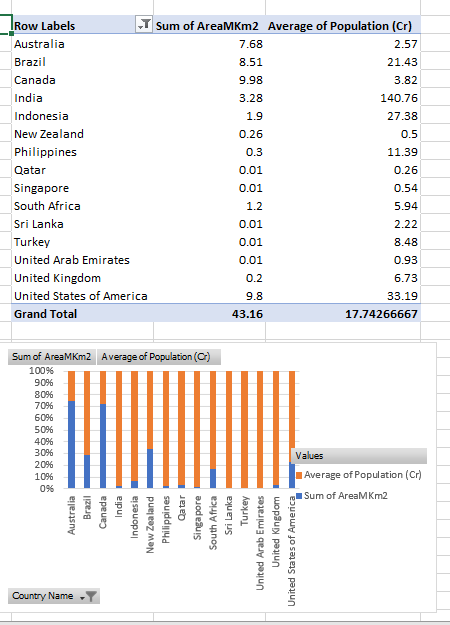 Row Labels Sum of AreaMKm2 Average of Population (Cr)
Australia 7.68 2.57
Brazil 8.51 21.43
Canada 9.98 3.82
India 3.28 140.76
Indonesia 1.9 27.38
New Zealand 0.26 0.5
Philippines 0.3 11.39
Qatar 0.01 0.26
Singapore 0.01 0.54
South Africa 1.2 5.94
Sri Lanka 0.01 2.22
Turkey 0.01 8.48
United Arab Emirates 0.01 0.93
United Kingdom 0.2 6.73
United States of America 9.8 33.19
Grand Total 43.16 17.74266667
Sum of AreaMKm2 Average of Population (Cr)
100%
90%
80%
70%
60%
50%
40%
30%
20%
10%
0%
Australia
Brazil
Canada
India
Indonesia
New Zealand
Philippines
Qatar
Singapore
South Africa
Sri Lanka
Turkey
United Arab Emirates
United Kingdom
United States of America
Values
Average of Population (Cr)
Sum of AreaMKm2
Country Name